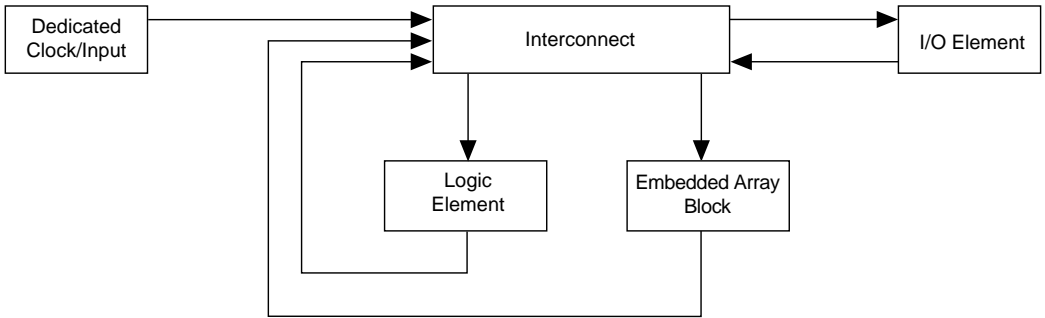 Dedicated
Clock/Input
Interconnect
I/O Element
Logic
Element
Embedded Array
Block